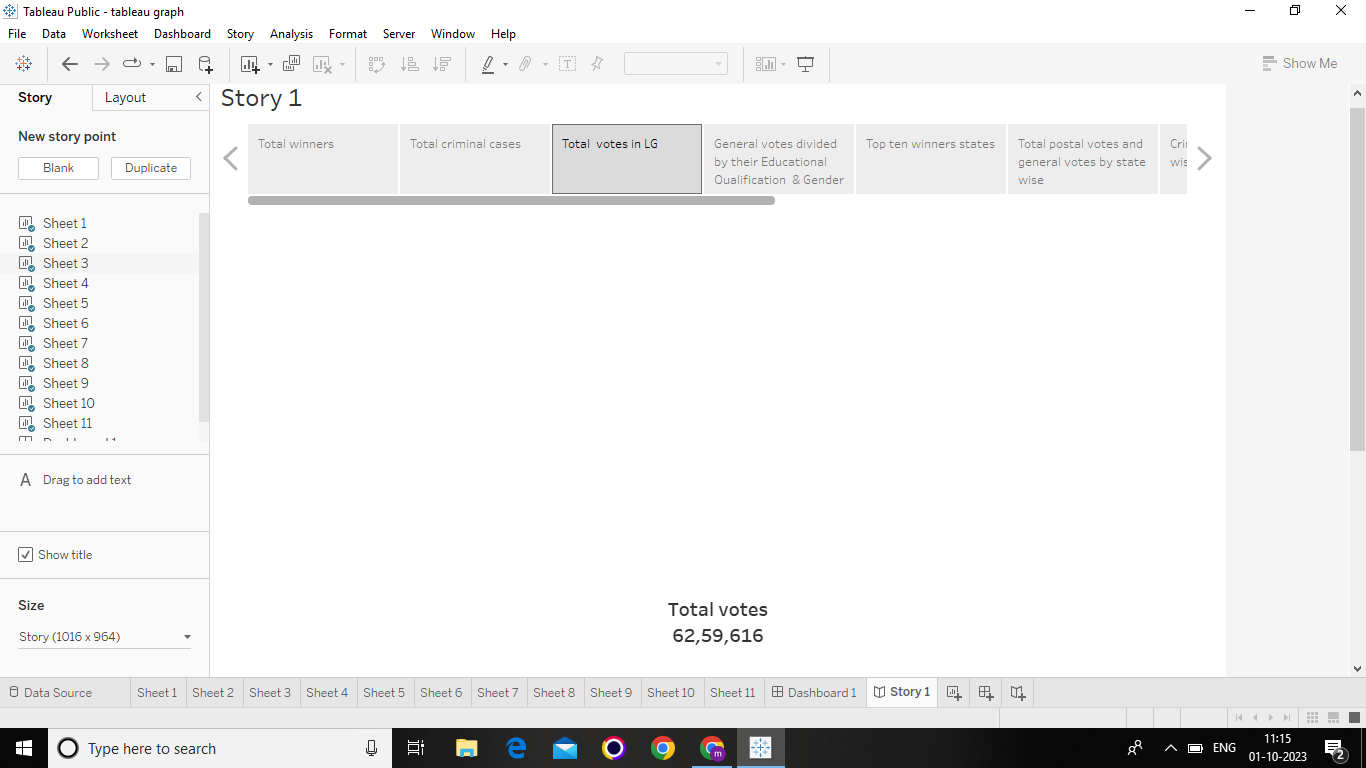 Tableau Public - tableau graph
File Data Worksheet Dashboard Story Analysis Format Server Window Help
Show Me
Story Layout
New story point
Blank Duplicate
Sheet 1
Sheet 2
Sheet 3
Sheet 4
Sheet 5
Sheet 6
Sheet 7
Sheet 8
Sheet 9
Sheet 10
Sheet 11
A Drag to add text
Show title
Size
Story (1016 x 964)
Story 1
Total winners
Total criminal cases
Total votes in LG
General votes divided
by their Educational
Qualification & Gender
Top ten winners states
Total postal votes and
general votes by state
wise
Total votes
62,59,616
Data Source Sheet 1 Sheet 2 Sheet 3 Sheet 4 Sheet 5 Sheet 6 Sheet 7 Sheet 8 Sheet 9 Sheet 10 Sheet 11 Dashboard 1 Story 1
Type here to search
ENG
11:15
01-10-2023
2